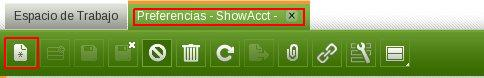 Espacio de Trabajo
Preferencias - ShowAcct -